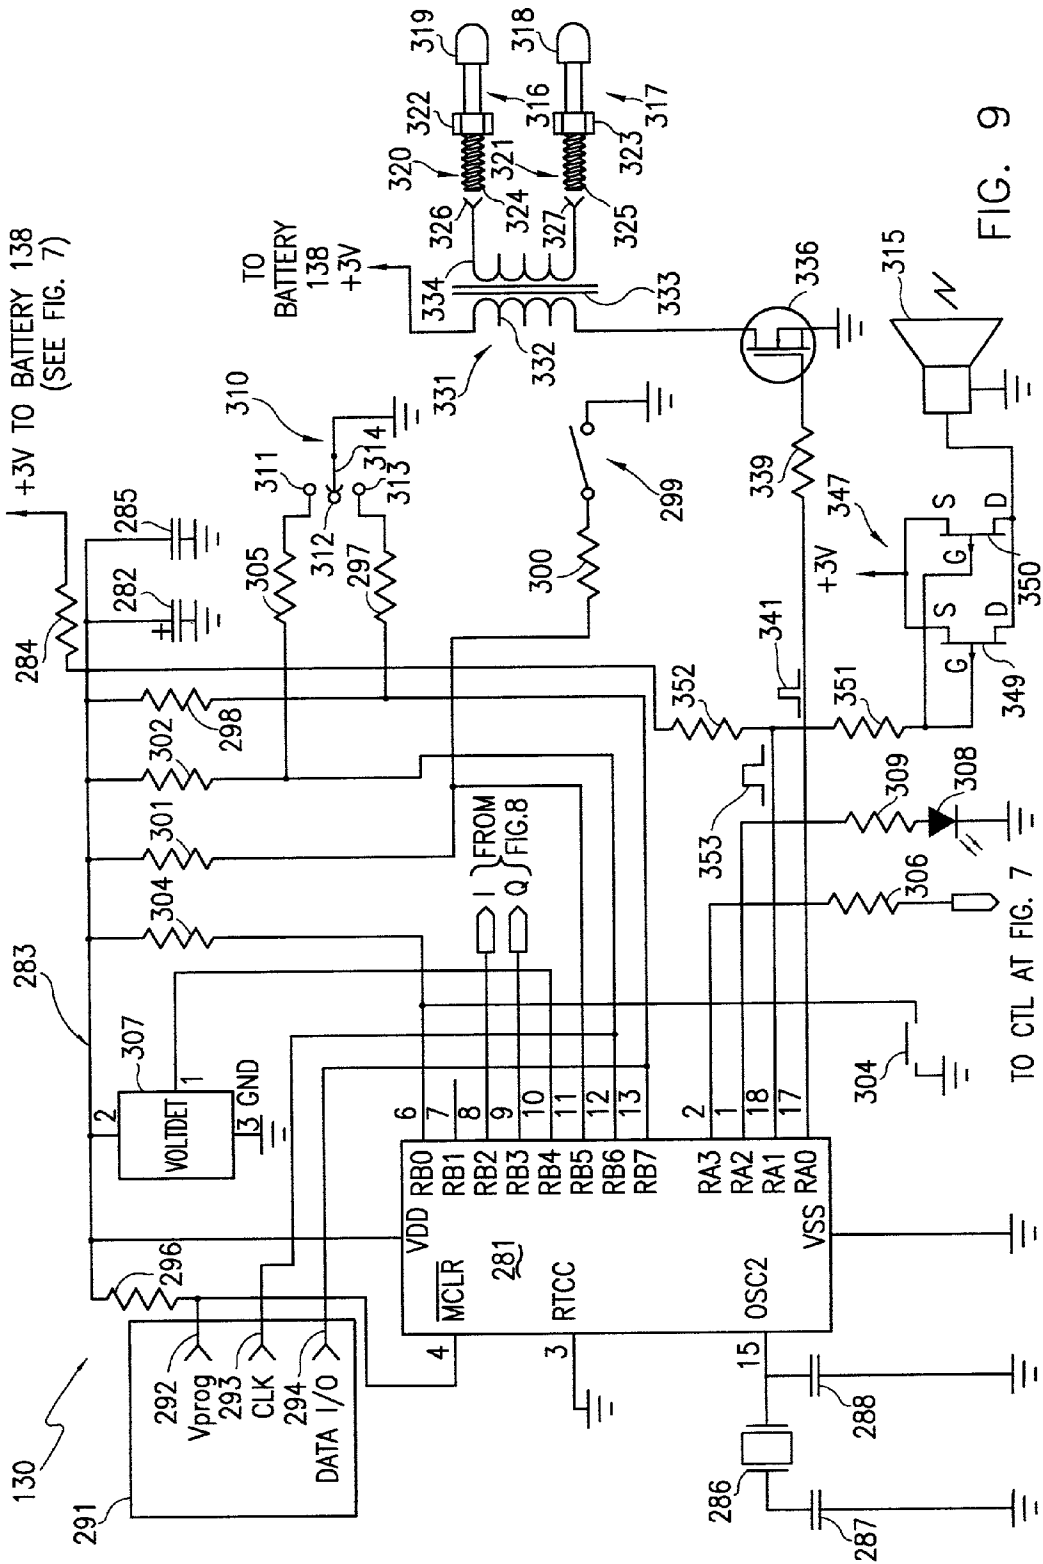 +3V TO BATTERY 138
(SEE FIG. 7)
130
291
292
Vprog
293
CLK
294
DATA I/O
296
283
307
VOLTDET
2
1
3 GND
304
301
302
298
284
282
+
285
305
297
311
312
313
314
310
300
299
TO
BATTERY
138
+3V
334
331
332
333
326
327
324
325
320
321
322
323
316
317
319
318
336
339
341
353
352
351
347
+3V
S
G
D
349
S
G
D
350
315
309
308
306
304
TO CTL AT FIG. 7
I
Q
FROM
FIG.8
281
VDD
MCLR
4
RTCC
3
OSC2
15
VSS
RB0 6
RB1 7
RB2 8
RB3 9
RB4 10
RB5 11
RB6 12
RB7 13
RA3 2
RA2 1
RA1 18
RA0 17
286
287
288
FIG. 9